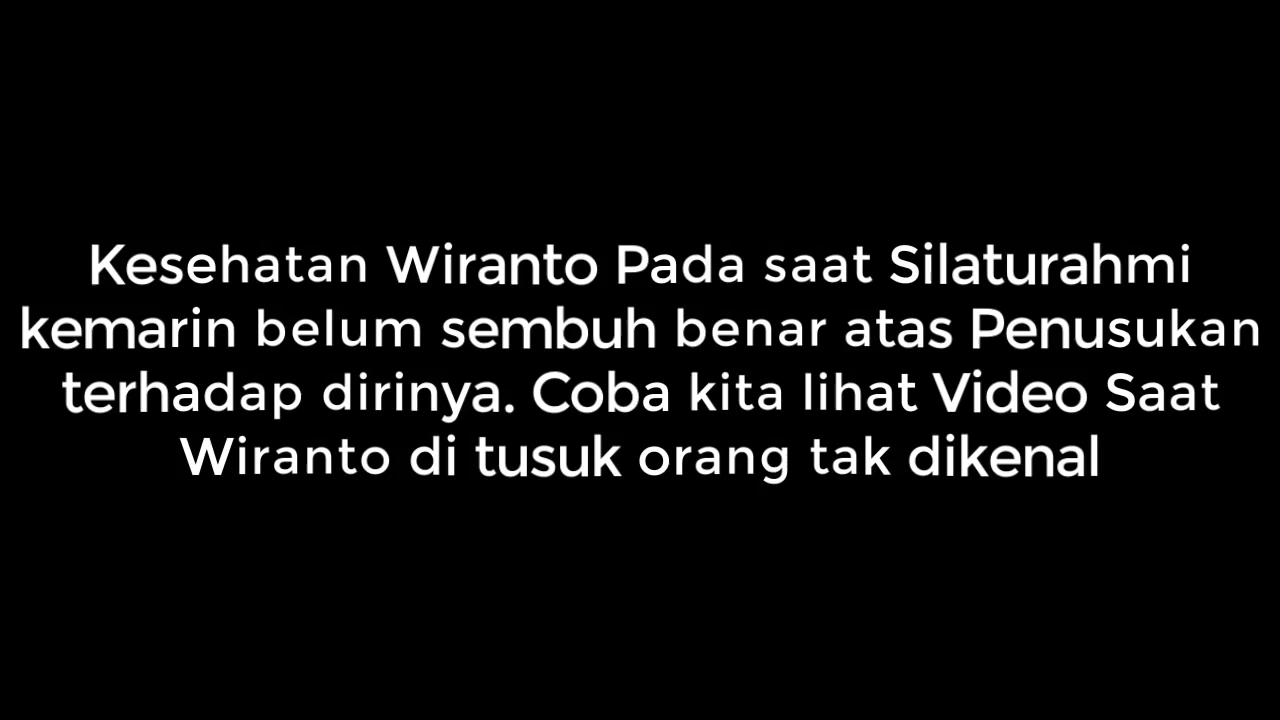 Kesehatan Wiranto Pada saat Silaturahmi
kemarin belum sembuh benar atas Penusukan
terhadap dirinya. Coba kita lihat Video Saat
Wiranto di tusuk orang tak dikenal